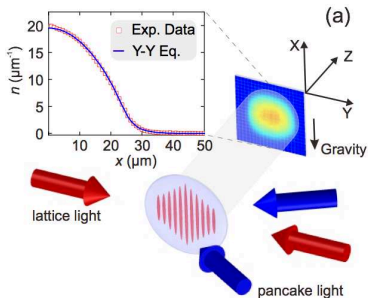 (a)
n (μm⁻¹)
20
15
10
5
0
Exp. Data
Y-Y Eq.
0 10 20 30 40 50
x (μm)
X
Z
Y
Gravity
lattice light
pancake light